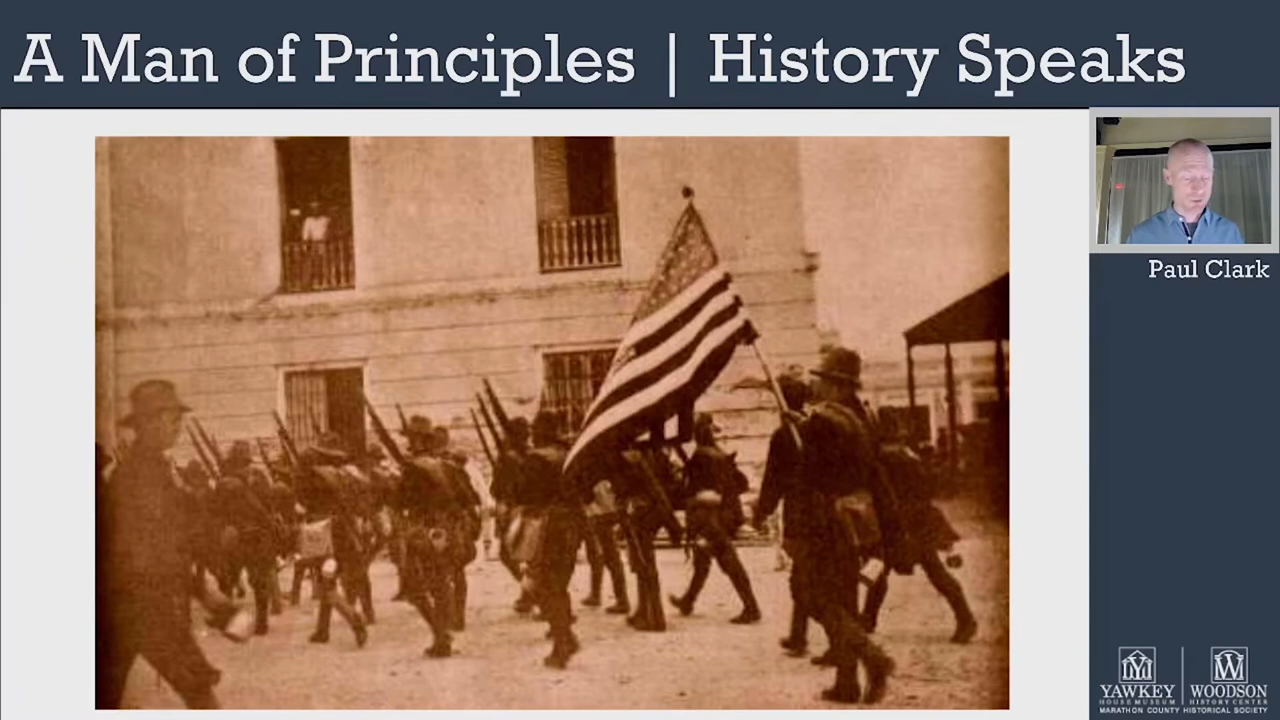 A Man of Principles | History Speaks
Paul Clark
YAWKEY
HOUSE MUSEUM
WOODSON
HISTORY CENTER
MARATHON COUNTY HISTORICAL SOCIETY